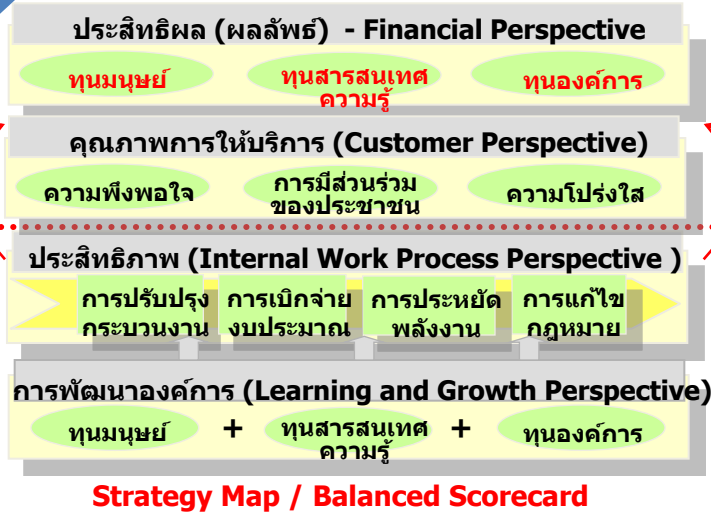 ประสิทธิผล (ผลลัพธ์) - Financial Perspective
ทุนมนุษย์ ทุนสารสนเทศ ทุนองค์การ
ความรู้
คุณภาพการให้บริการ (Customer Perspective)
ความพึงพอใจ การมีส่วนร่วม ความโปร่งใส
ของประชาชน
ประสิทธิภาพ (Internal Work Process Perspective )
การปรับปรุง การเบิกจ่าย การประหยัด การแก้ไข
กระบวนงาน งบประมาณ พลังงาน กฎหมาย
การพัฒนาองค์การ (Learning and Growth Perspective)
ทุนมนุษย์ + ทุนสารสนเทศ + ทุนองค์การ
ความรู้
Strategy Map / Balanced Scorecard